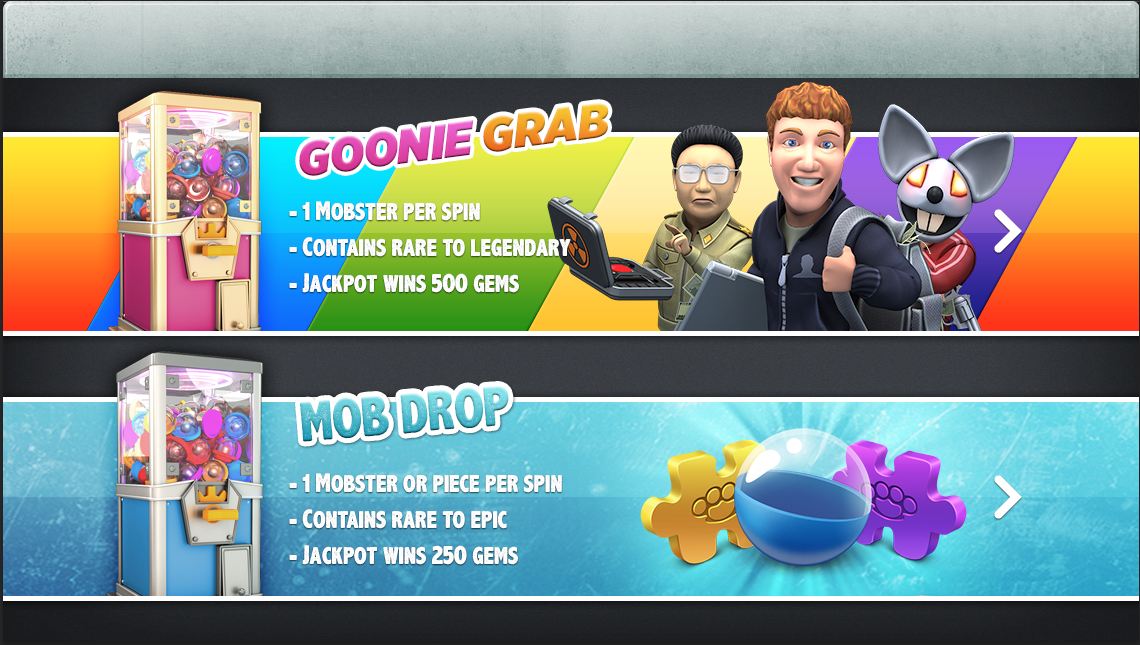 GOONIE GRAB
- 1 MOBSTER PER SPIN
- CONTAINS RARE TO LEGENDARY
- JACKPOT WINS 500 GEMS
MOB DROP
- 1 MOBSTER OR PIECE PER SPIN
- CONTAINS RARE TO EPIC
- JACKPOT WINS 250 GEMS